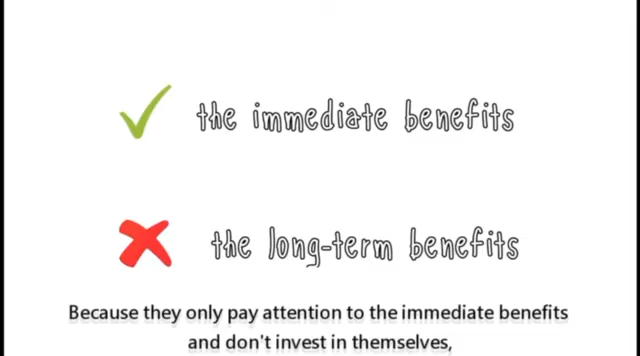 the immediate benefits
the long-term benefits
Because they only pay attention to the immediate benefits
and don't invest in themselves,